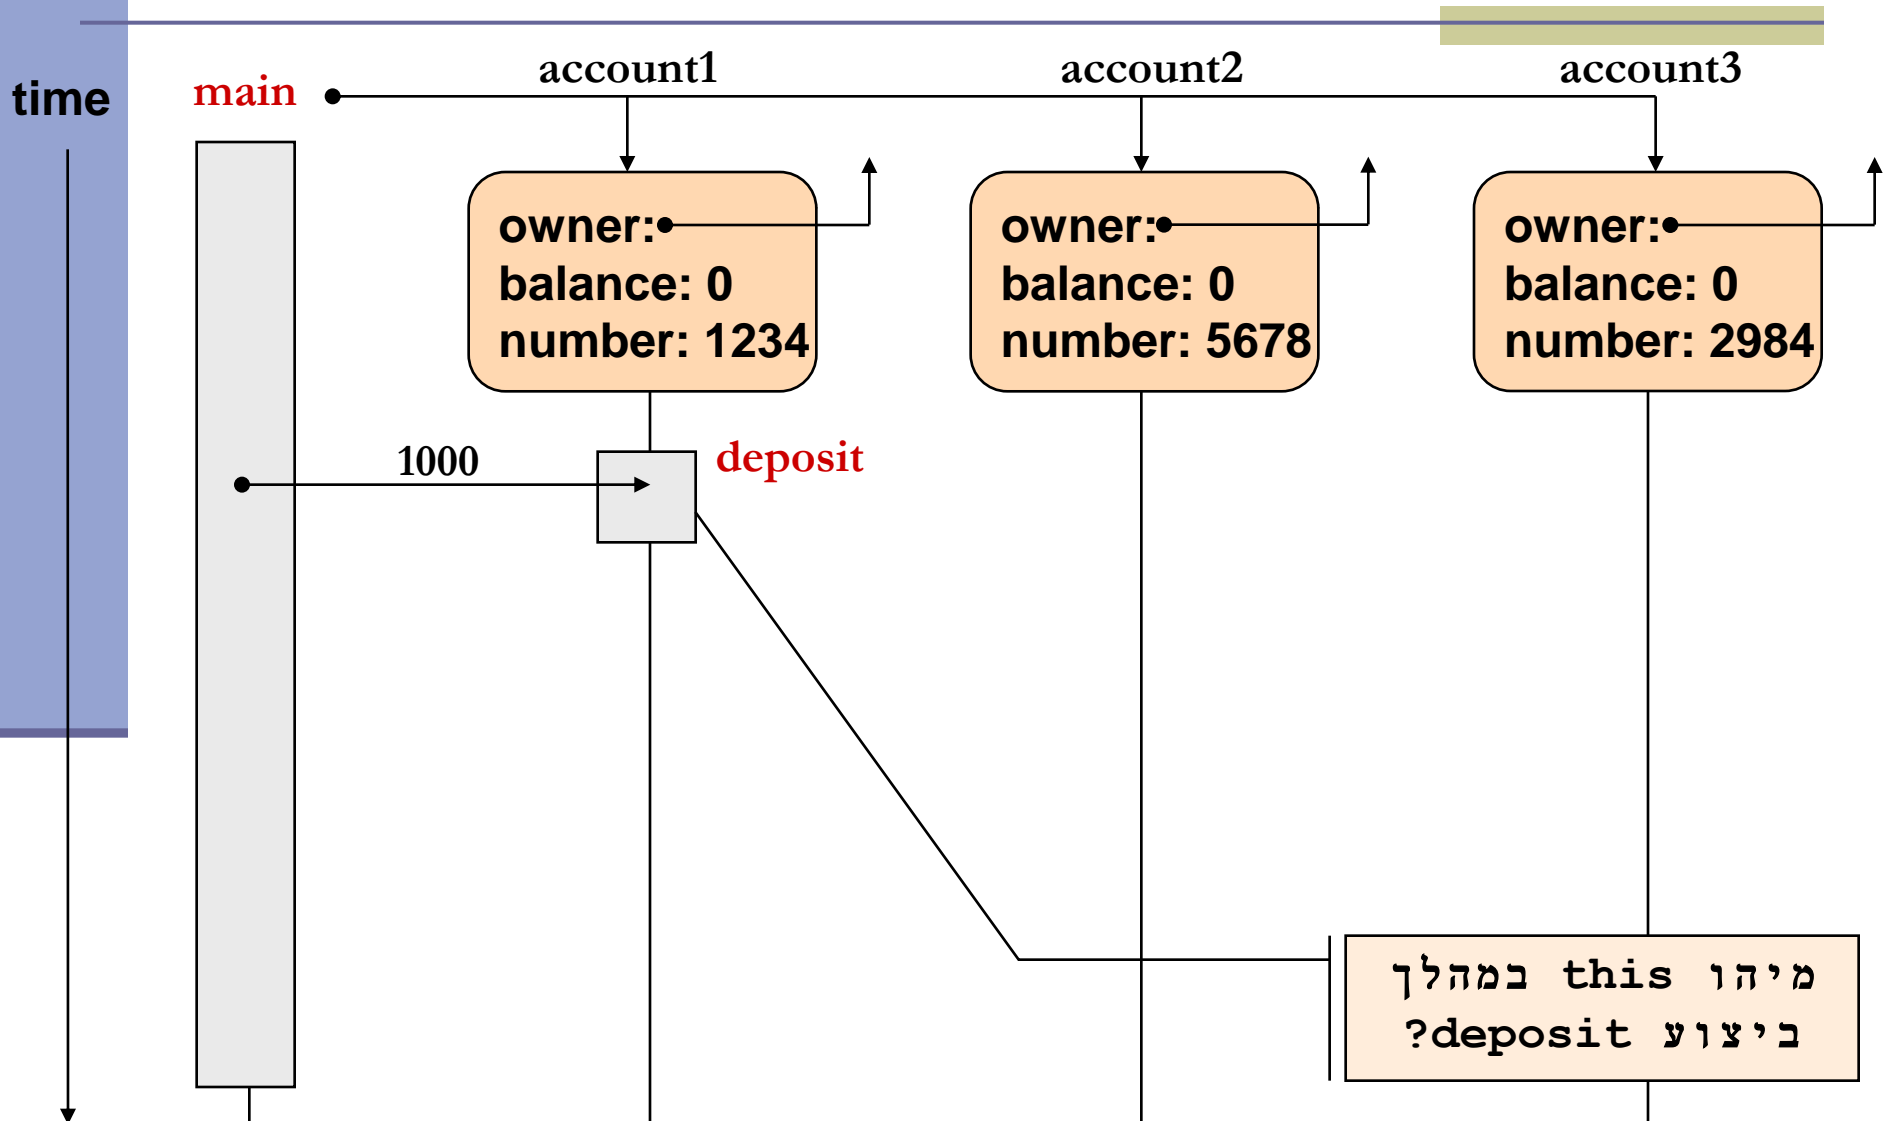 time
main
account1
account2
account3
owner:
balance: 0
number: 1234
owner:
balance: 0
number: 5678
owner:
balance: 0
number: 2984
1000
deposit
מיהו this במהלך
ביצוע deposit?